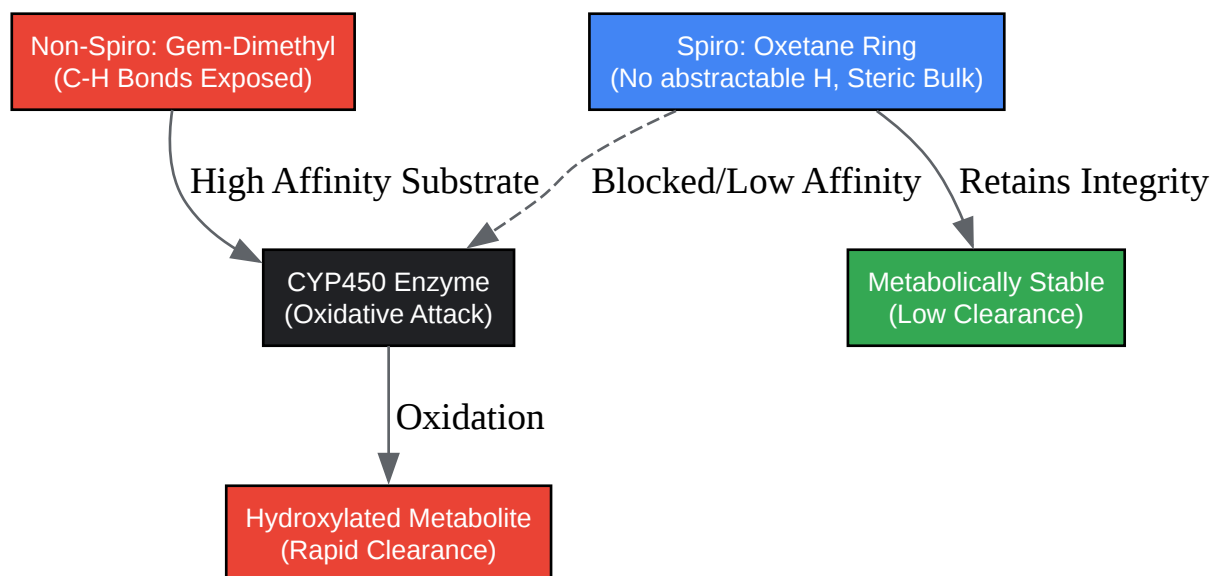 Non-Spiro: Gem-Dimethyl
(C-H Bonds Exposed)
Spiro: Oxetane Ring
(No abstractable H, Steric Bulk)
High Affinity Substrate
Blocked/Low Affinity
Retains Integrity
CYP450 Enzyme
(Oxidative Attack)
Metabolically Stable
(Low Clearance)
Oxidation
Hydroxylated Metabolite
(Rapid Clearance)